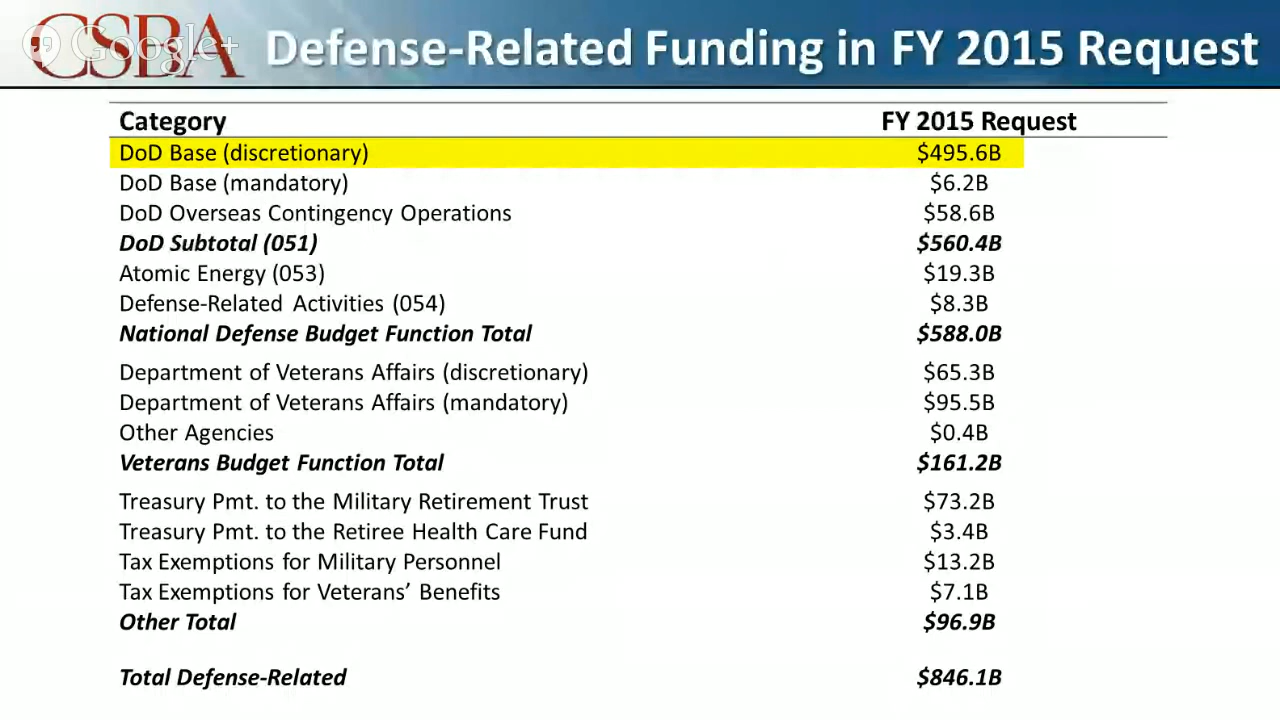 CSBA
Google+
Defense-Related Funding in FY 2015 Request
Category FY 2015 Request
DoD Base (discretionary) $495.6B
DoD Base (mandatory) $6.2B
DoD Overseas Contingency Operations $58.6B
DoD Subtotal (051) $560.4B
Atomic Energy (053) $19.3B
Defense-Related Activities (054) $8.3B
National Defense Budget Function Total $588.0B
Department of Veterans Affairs (discretionary) $65.3B
Department of Veterans Affairs (mandatory) $95.5B
Other Agencies $0.4B
Veterans Budget Function Total $161.2B
Treasury Pmt. to the Military Retirement Trust $73.2B
Treasury Pmt. to the Retiree Health Care Fund $3.4B
Tax Exemptions for Military Personnel $13.2B
Tax Exemptions for Veterans’ Benefits $7.1B
Other Total $96.9B
Total Defense-Related $846.1B